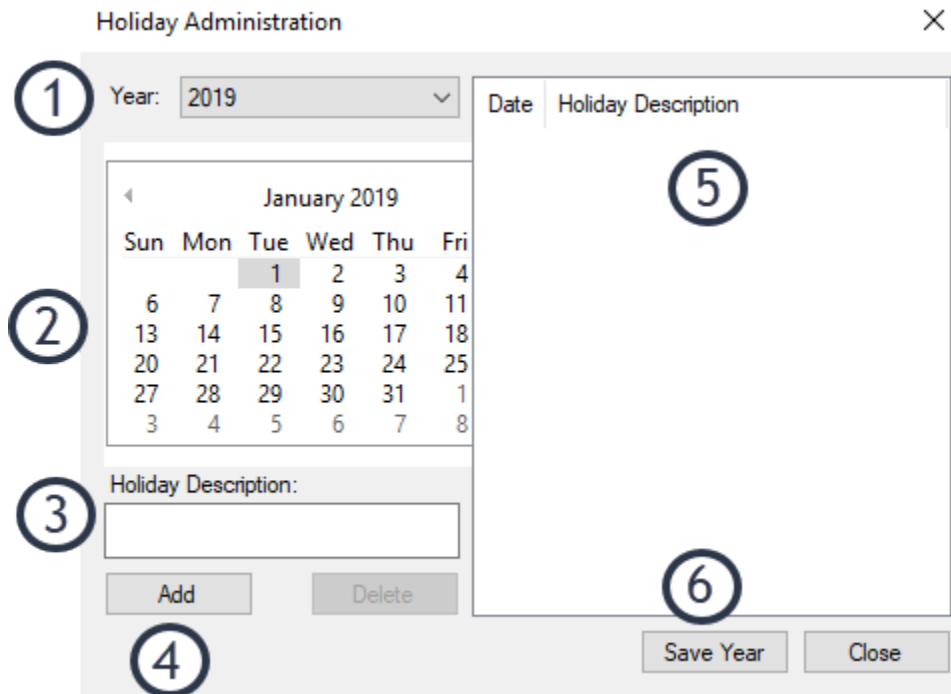 Holiday Administration
1 Year: 2019
Date Holiday Description
5
January 2019
Sun Mon Tue Wed Thu Fri
1 2 3 4
6 7 8 9 10 11
2
13 14 15 16 17 18
20 21 22 23 24 25
27 28 29 30 31 1
3 4 5 6 7 8
Holiday Description:
3
Add Delete
4
6
Save Year Close